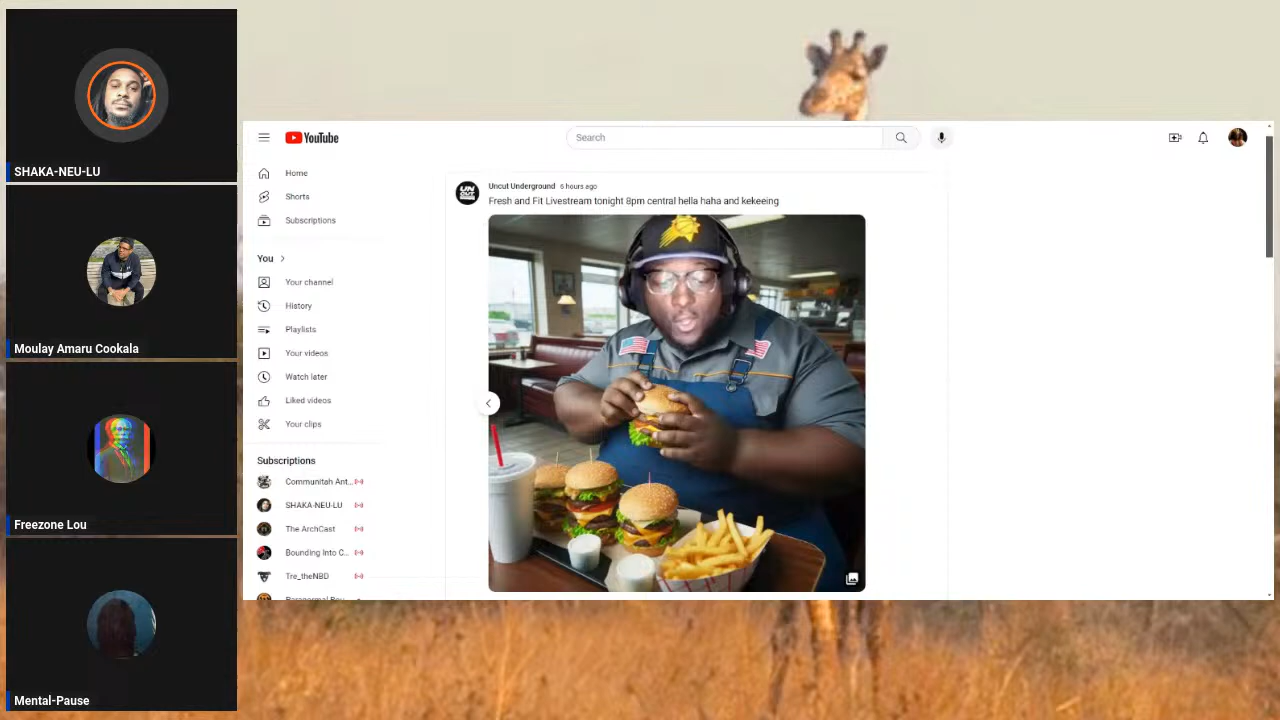 SHAKA-NEU-LU
Moulay Amaru Cookala
Freezone Lou
Mental-Pause
YouTube
Search
Home
Shorts
Subscriptions
You
Your channel
History
Playlists
Your videos
Watch later
Liked videos
Your clips
Subscriptions
Communitah Ant...
SHAKA-NEU-LU
The ArchCast
Bounding Into C...
Tre_theNBD
UN CUT
Uncut Underground 6 hours ago
Fresh and Fit Livestream tonight 8pm central hella haha and kekeeing